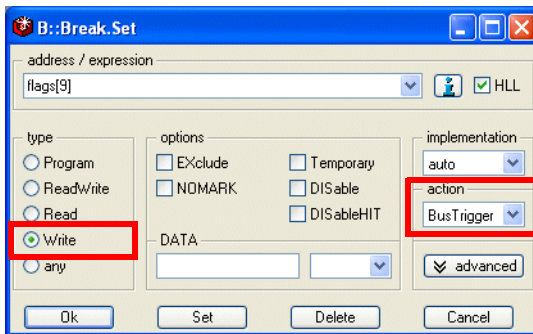 B::Break.Set
address / expression
flags[9]
i
HLL
type
options
implementation
Program
EXclude
Temporary
auto
ReadWrite
NOMARK
DISable
action
Read
DISableHIT
BusTrigger
Write
DATA
any
advanced
Ok
Set
Delete
Cancel